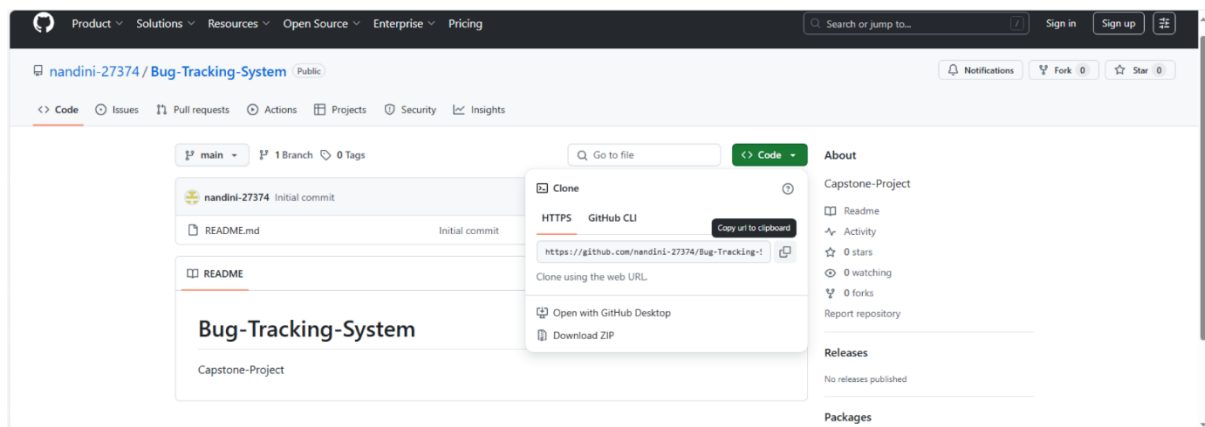 Product Solutions Resources Open Source Enterprise Pricing Search or jump to... / Sign in Sign up
nandini-27374 / Bug-Tracking-System Public Notifications Fork 0 Star 0
Code Issues Pull requests Actions Projects Security Insights
main 1 Branch 0 Tags Go to file <> Code
nandini-27374 Initial commit
README.md Initial commit
README
Bug-Tracking-System
Capstone-Project
Clone
HTTPS GitHub CLI
Copy url to clipboard
https://github.com/nandini-27374/Bug-Tracking-S
Clone using the web URL.
Open with GitHub Desktop
Download ZIP
About
Capstone-Project
Readme
Activity
0 stars
0 watching
0 forks
Report repository
Releases
No releases published
Packages